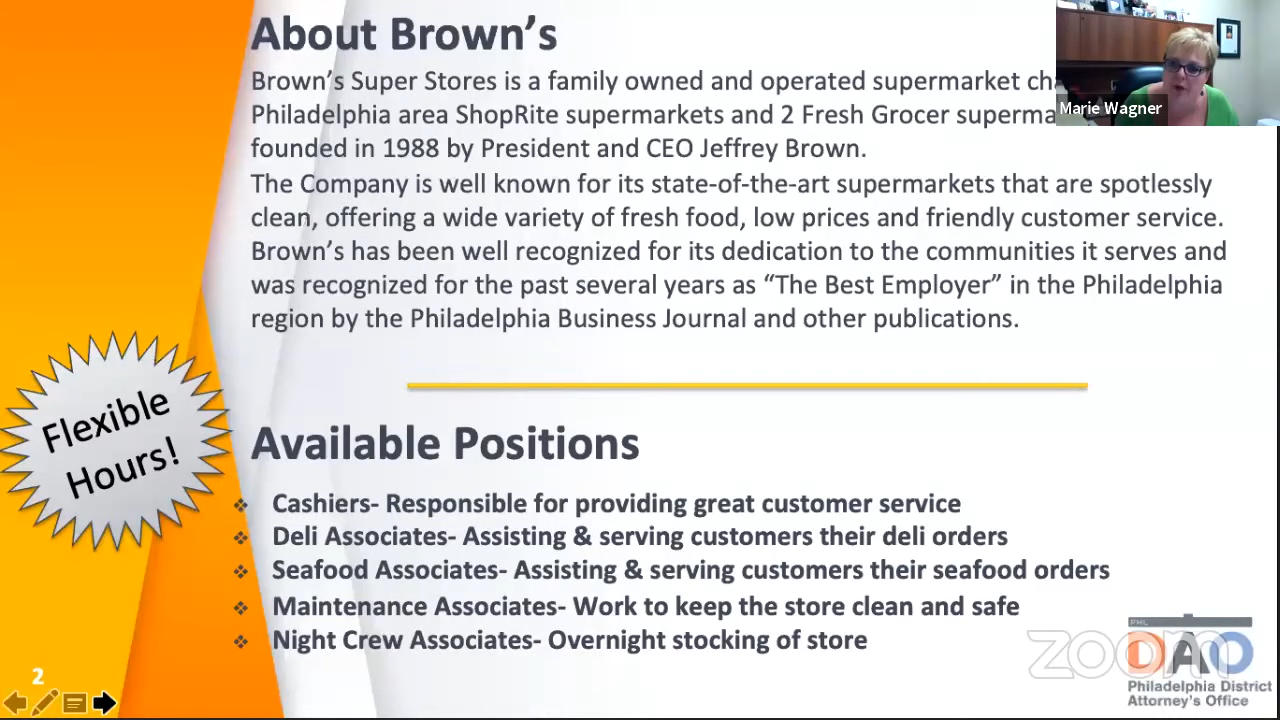 About Brown's
Brown's Super Stores is a family owned and operated supermarket
Philadelphia area ShopRite supermarkets and 2 Fresh Grocer
founded in 1988 by President and CEO Jeffrey Brown.
The Company is well known for its state-of-the-art supermarkets that are spotlessly
clean, offering a wide variety of fresh food, low prices and friendly customer service.
Brown's has been well recognized for its dedication to the communities it serves and
was recognized for the past several years as “The Best Employer” in the Philadelphia
region by the Philadelphia Business Journal and other publications.
Marie Wagner
Flexible
Hours!
Available Positions
❖ Cashiers- Responsible for providing great customer service
❖ Deli Associates- Assisting & serving customers their deli orders
❖ Seafood Associates- Assisting & serving customers their seafood orders
❖ Maintenance Associates- Work to keep the store clean and safe
❖ Night Crew Associates- Overnight stocking of store
2
PHL
DAO
zoom
Philadelphia District
Attorney's Office